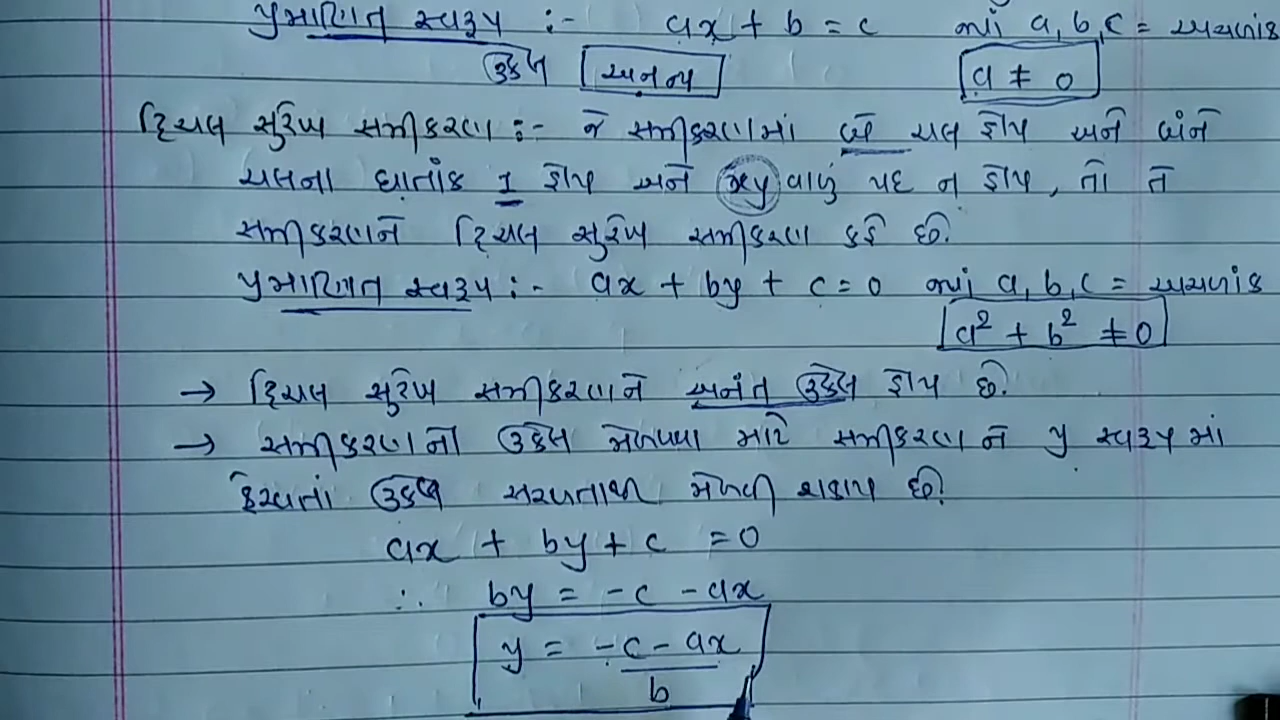 પ્રમાણિત સ્વરૂપ :- ax + b = c જ્યાં a, b, c = અચળાંક
ઉકેલ અનન્ય a ≠ 0
દ્વિચલ સુરેખ સમીકરણ :- જે સમીકરણમાં બે ચલ હોય અને બંને
ચલના ઘાતાંક 1 હોય અને xy વાળું પદ ન હોય, તો તે
સમીકરણને દ્વિચલ સુરેખ સમીકરણ કહે છે.
પ્રમાણિત સ્વરૂપ :- ax + by + c = 0 જ્યાં a, b, c = અચળાંક
a² + b² ≠ 0
→ દ્વિચલ સુરેખ સમીકરણને અનંત ઉકેલ હોય છે.
→ સમીકરણનો ઉકેલ મેળવવા માટે સમીકરણને y સ્વરૂપમાં
ફેરવતાં ઉકેલ સરળતાથી મેળવી શકાય છે.
ax + by + c = 0
∴ by = -c - ax
y = -c - ax / b